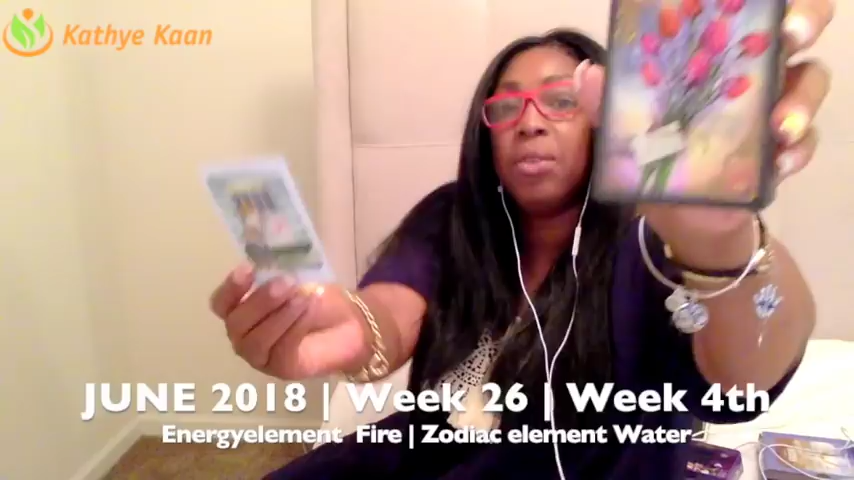 Kathye Kaan
JUNE 2018 | Week 26 | Week 4th
Energyelement Fire | Zodiac element Water